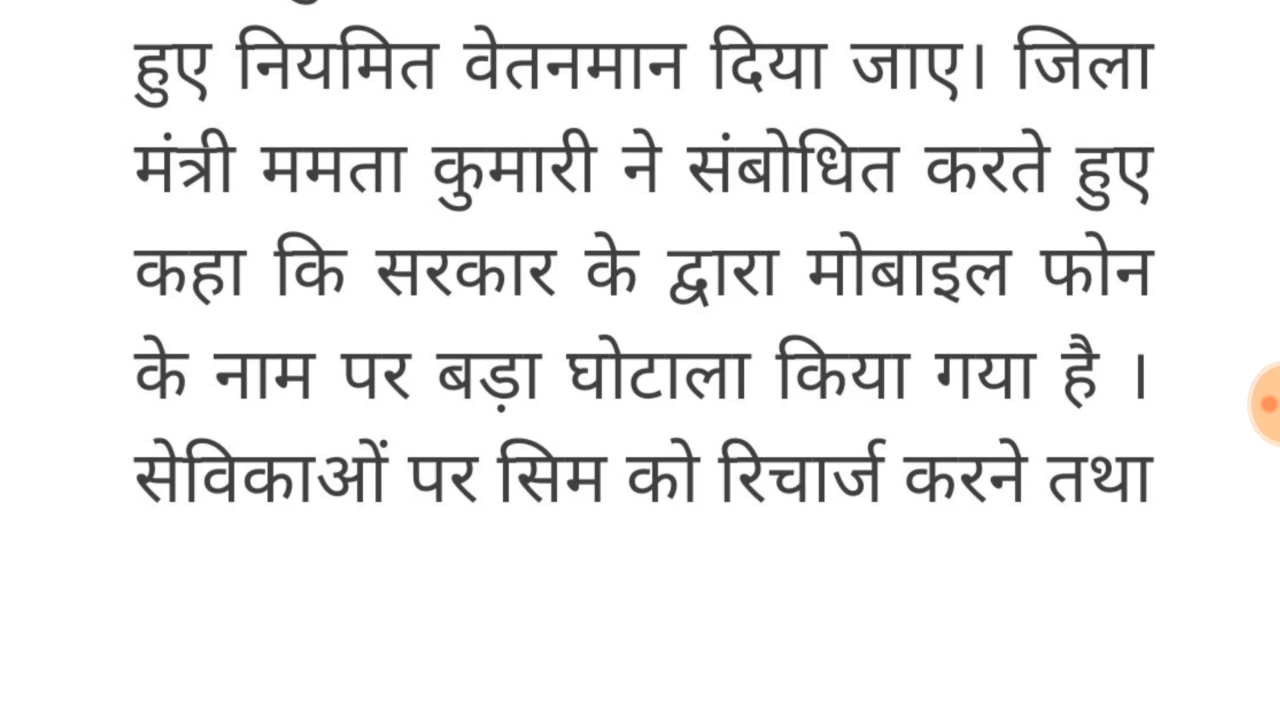 हुए नियमित वेतनमान दिया जाए। जिला
मंत्री ममता कुमारी ने संबोधित करते हुए
कहा कि सरकार के द्वारा मोबाइल फोन
के नाम पर बड़ा घोटाला किया गया है ।
सेविकाओं पर सिम को रिचार्ज करने तथा